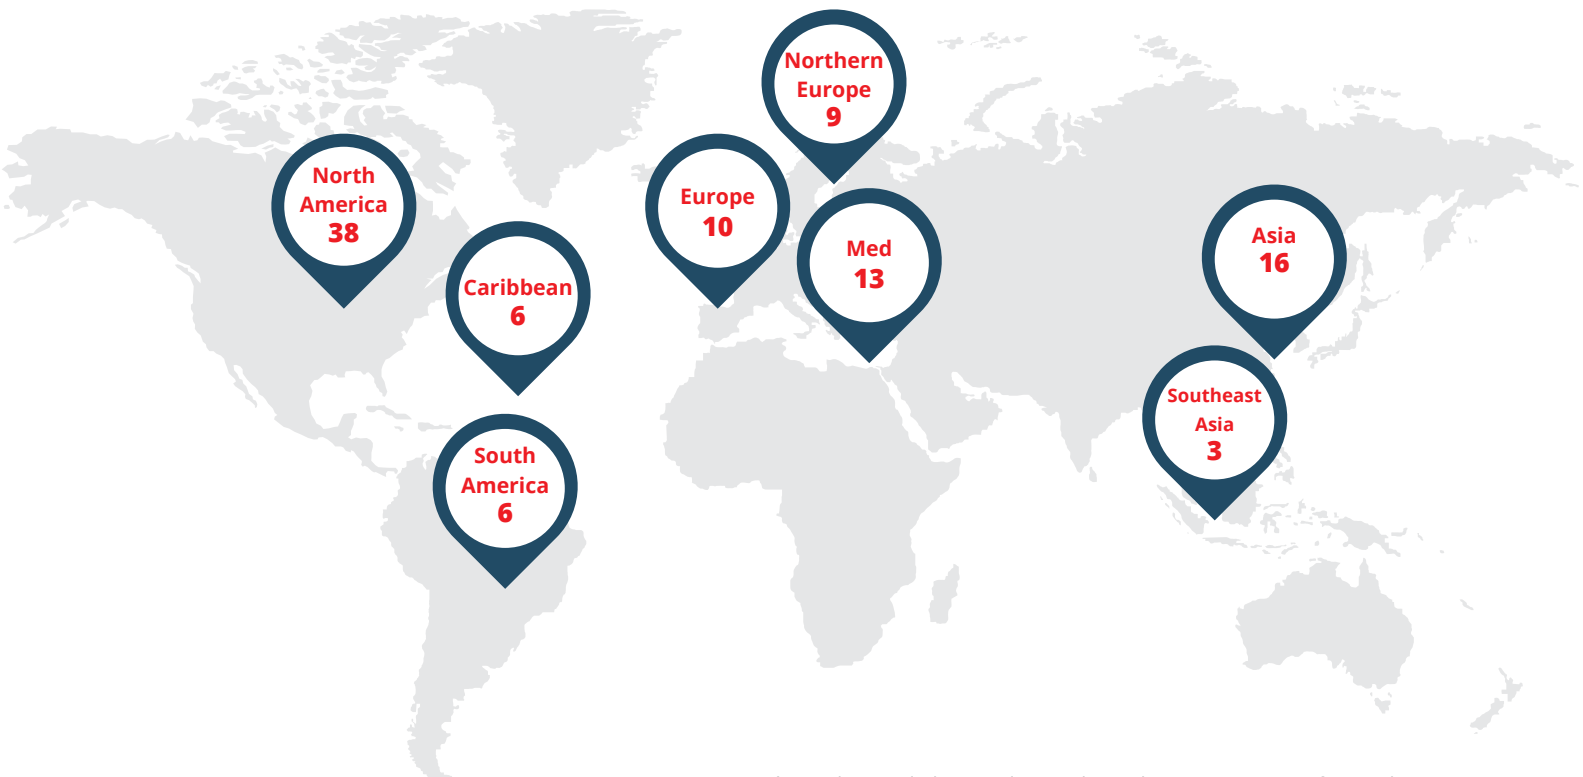 Northern
Europe
9
North
America
38
Europe
10
Med
13
Asia
16
Caribbean
6
Southeast
Asia
3
South
America
6